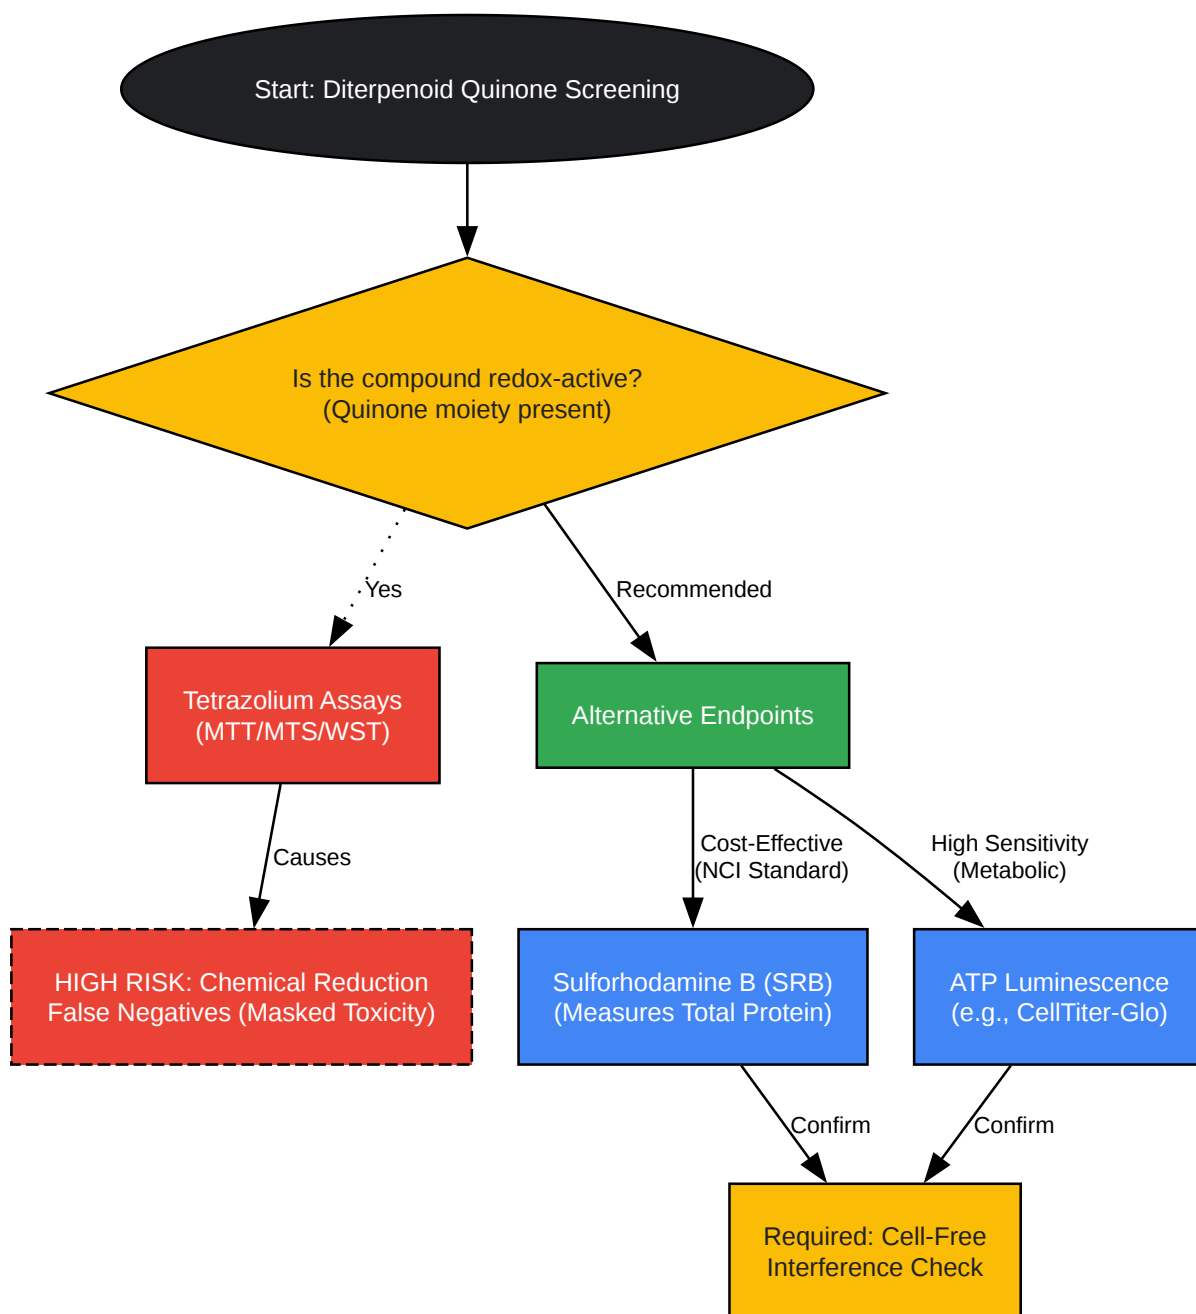 Start: Diterpenoid Quinone Screening
Is the compound redox-active?
(Quinone moiety present)
Yes
Recommended
Tetrazolium Assays
(MTT/MTS/WST)
Alternative Endpoints
Causes
Cost-Effective
(NCI Standard)
High Sensitivity
(Metabolic)
HIGH RISK: Chemical Reduction
False Negatives (Masked Toxicity)
Sulforhodamine B (SRB)
(Measures Total Protein)
ATP Luminescence
(e.g., CellTiter-Glo)
Confirm
Confirm
Required: Cell-Free
Interference Check